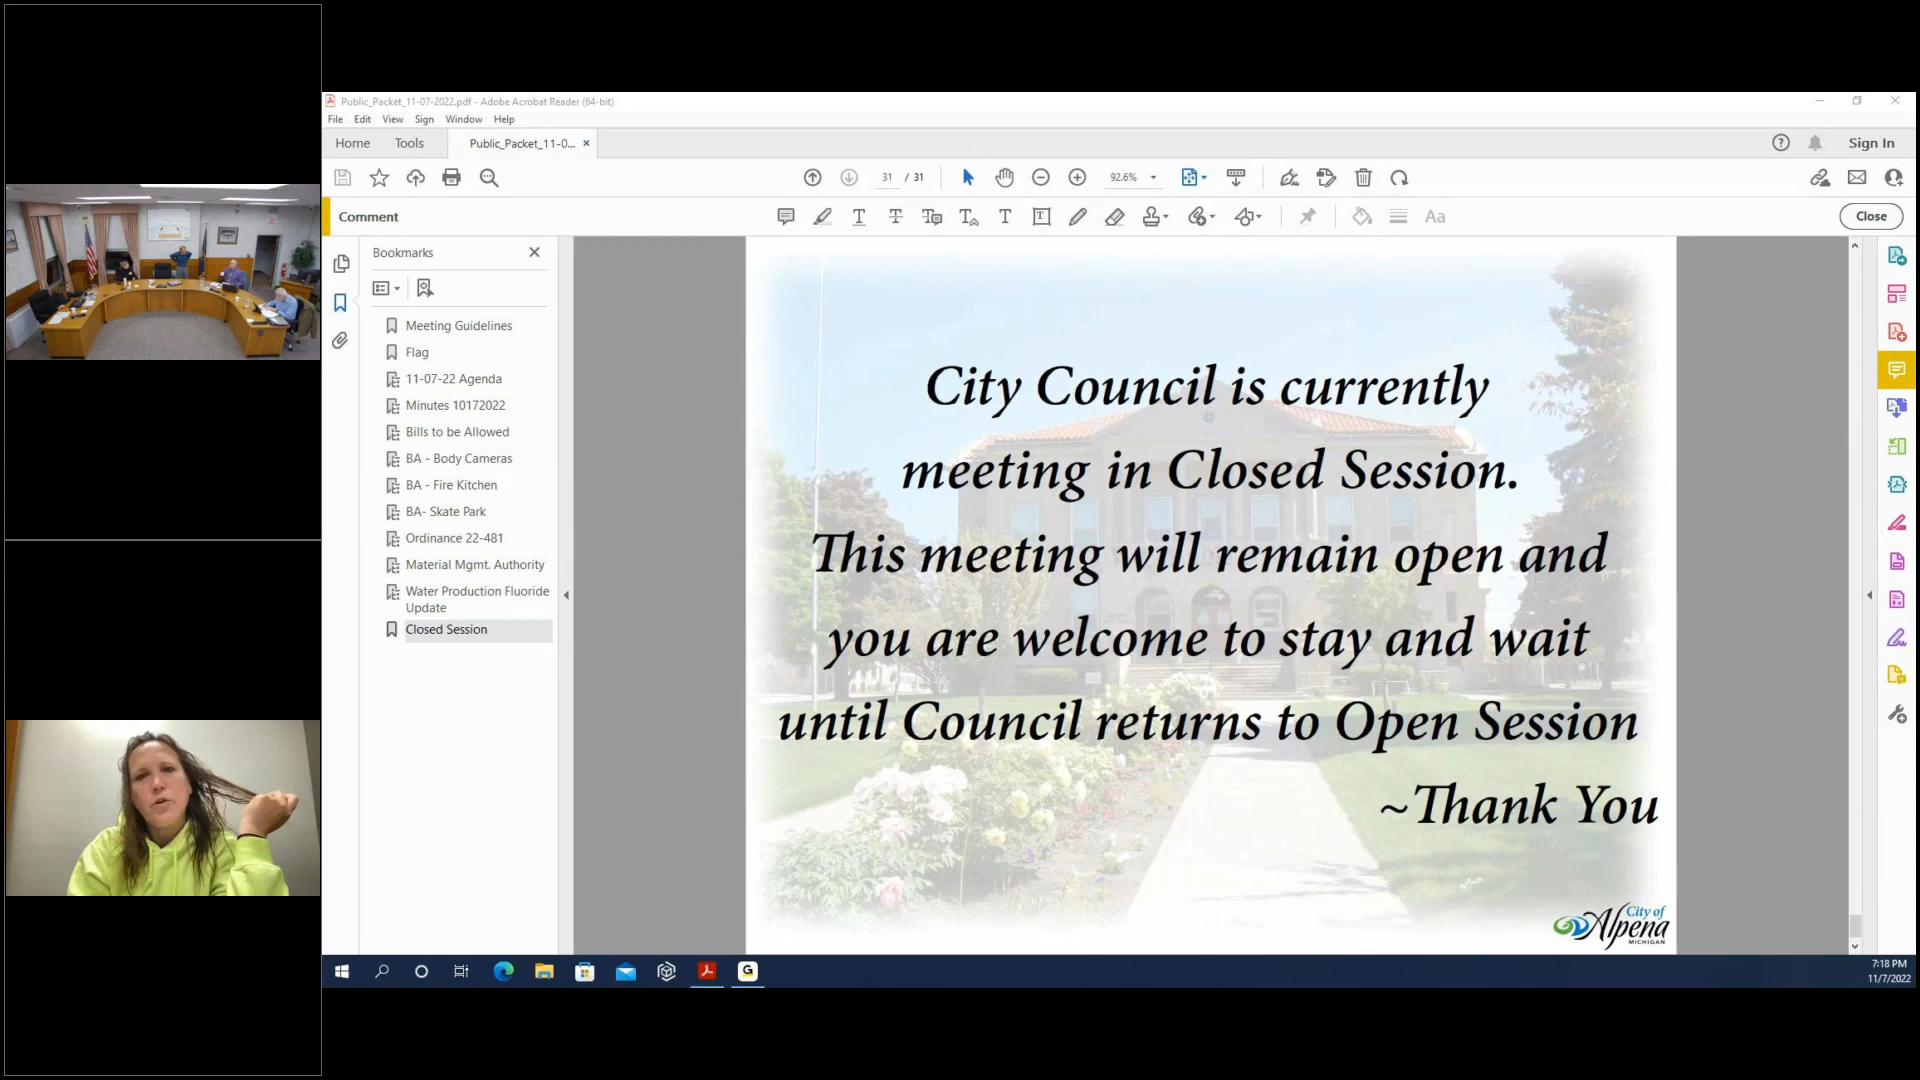 Public_Packet_11-07-2022.pdf - Adobe Acrobat Reader (64-bit)
File Edit View Sign Window Help
Home Tools Public_Packet_11-0... Sign In
31 / 31 92.6%
Comment Aa Close
Bookmarks
Meeting Guidelines
Flag
11-07-22 Agenda
Minutes 10172022
Bills to be Allowed
BA - Body Cameras
BA - Fire Kitchen
BA- Skate Park
Ordinance 22-481
Material Mgmt. Authority
Water Production Fluoride
Update
Closed Session
City Council is currently
meeting in Closed Session.
This meeting will remain open and
you are welcome to stay and wait
until Council returns to Open Session
~Thank You
City of
Alpena
MICHIGAN
7:18 PM
11/7/2022